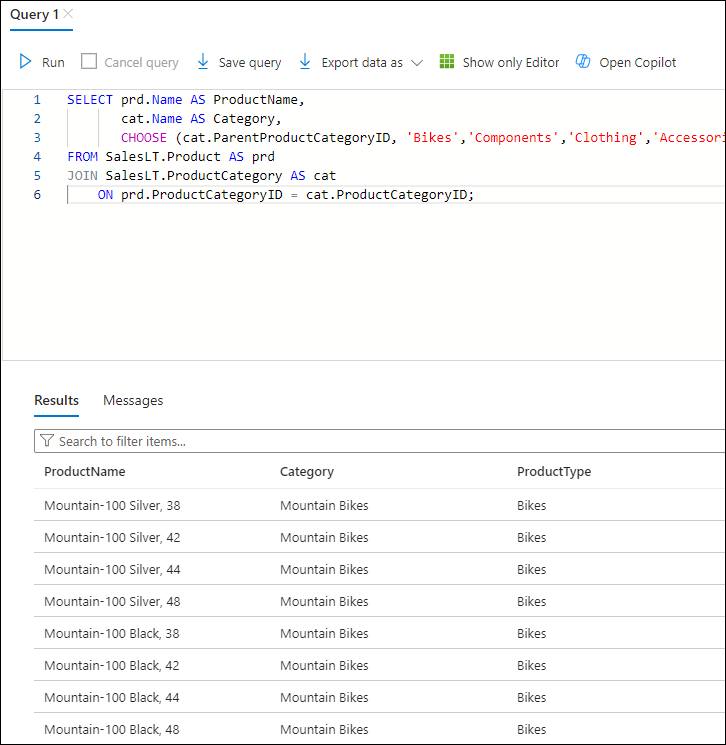 Query 1
Run Cancel query Save query Export data as Show only Editor Open Copilot
1 SELECT prd.Name AS ProductName,
2 cat.Name AS Category,
3 CHOOSE (cat.ParentProductCategoryID, 'Bikes','Components','Clothing','Accessori
4 FROM SalesLT.Product AS prd
5 JOIN SalesLT.ProductCategory AS cat
6 ON prd.ProductCategoryID = cat.ProductCategoryID;
Results Messages
Search to filter items...
ProductName Category ProductType
Mountain-100 Silver, 38 Mountain Bikes Bikes
Mountain-100 Silver, 42 Mountain Bikes Bikes
Mountain-100 Silver, 44 Mountain Bikes Bikes
Mountain-100 Silver, 48 Mountain Bikes Bikes
Mountain-100 Black, 38 Mountain Bikes Bikes
Mountain-100 Black, 42 Mountain Bikes Bikes
Mountain-100 Black, 44 Mountain Bikes Bikes
Mountain-100 Black, 48 Mountain Bikes Bikes